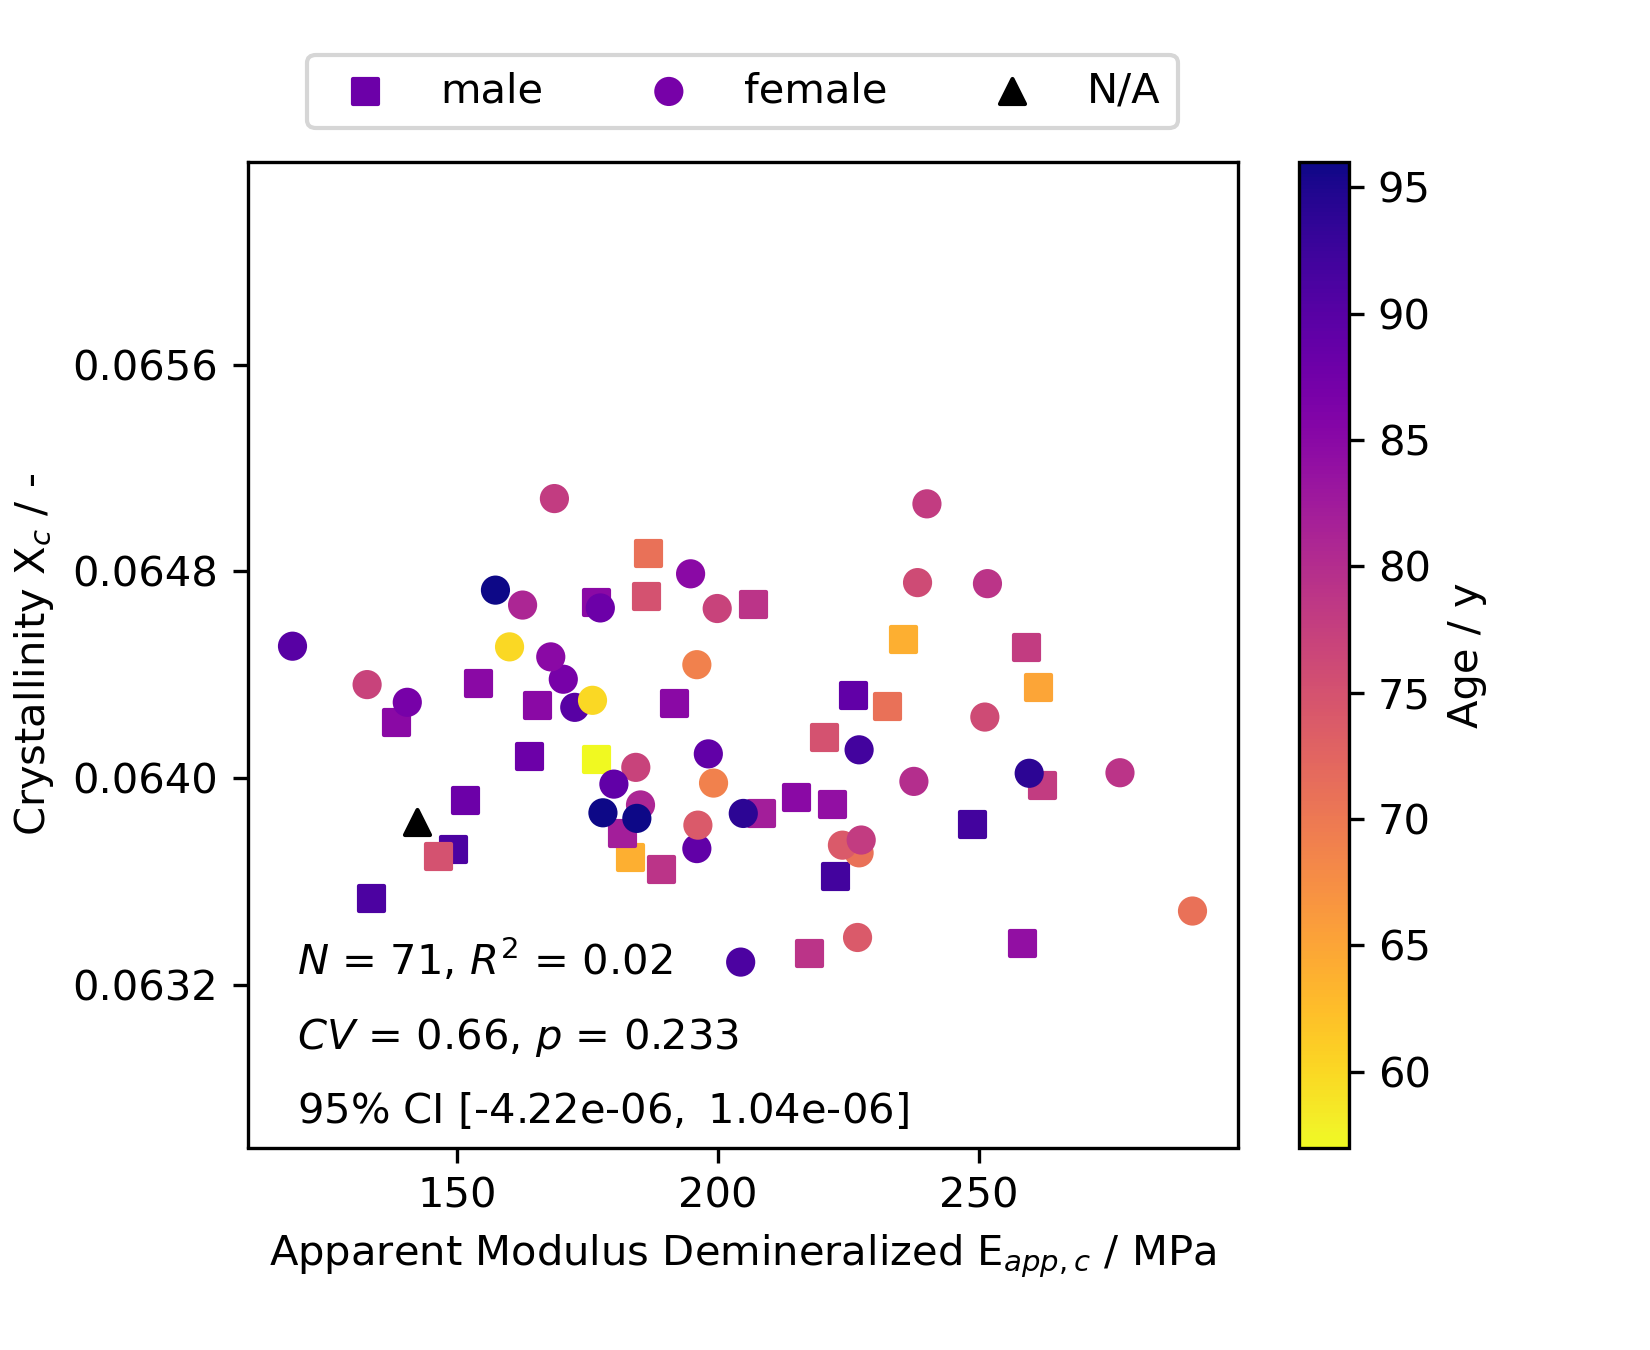 male female N/A
0.0656
0.0648
0.0640
0.0632
Crystallinity X_c / -
N = 71, R² = 0.02
CV = 0.66, p = 0.233
95% CI [-4.22e-06, 1.04e-06]
150 200 250
Apparent Modulus Demineralized E_app,c / MPa
95
90
85
80
75
70
65
60
Age / y